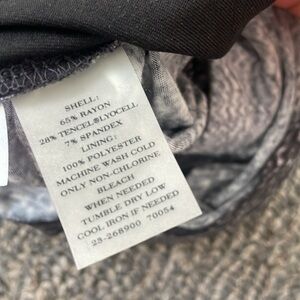 SHELL:
65% RAYON
28% TENCEL®LYOCELL
7% SPANDEX
LINING:
100% POLYESTER
MACHINE WASH COLD
ONLY NON-CHLORINE
BLEACH
WHEN NEEDED
TUMBLE DRY LOW
COOL IRON IF NEEDED
23-268900 70054